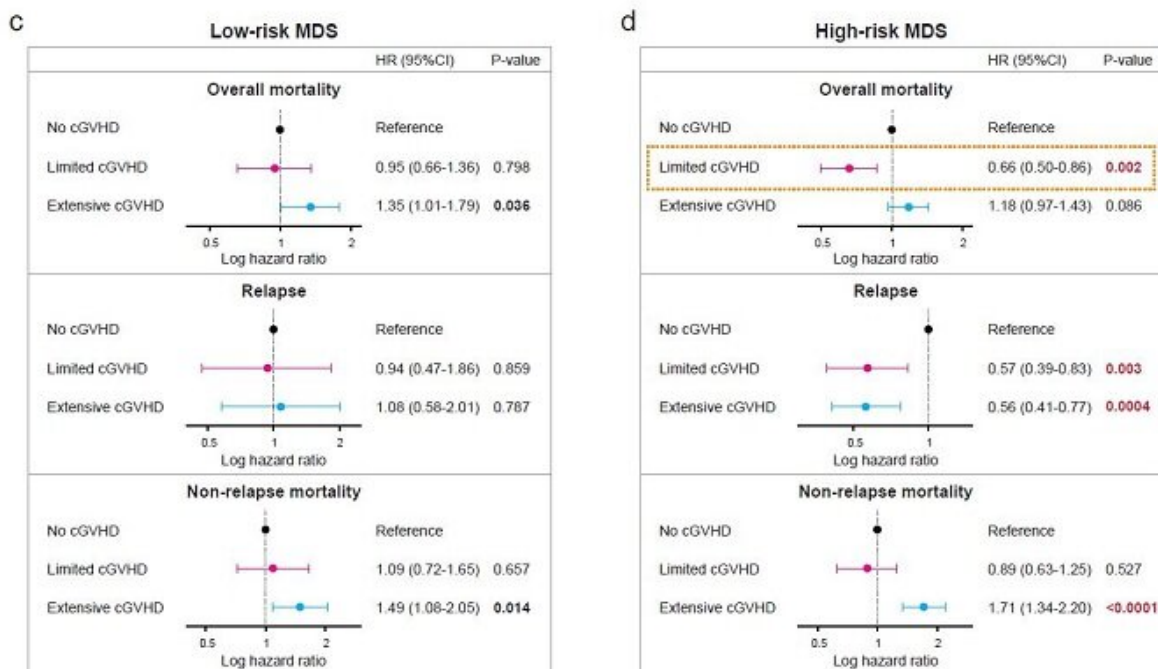 c
Low-risk MDS
HR (95%CI) P-value
Overall mortality
No cGVHD Reference
Limited cGVHD 0.95 (0.66-1.36) 0.798
Extensive cGVHD 1.35 (1.01-1.79) 0.036
0.5 1 2
Log hazard ratio
Relapse
No cGVHD Reference
Limited cGVHD 0.94 (0.47-1.86) 0.859
Extensive cGVHD 1.08 (0.58-2.01) 0.787
0.5 1 2
Log hazard ratio
Non-relapse mortality
No cGVHD Reference
Limited cGVHD 1.09 (0.72-1.65) 0.657
Extensive cGVHD 1.49 (1.08-2.05) 0.014
1 2
Log hazard ratio
d
High-risk MDS
HR (95%CI) P-value
Overall mortality
No cGVHD Reference
Limited cGVHD 0.66 (0.50-0.86) 0.002
Extensive cGVHD 1.18 (0.97-1.43) 0.086
0.5 1 2
Log hazard ratio
Relapse
No cGVHD Reference
Limited cGVHD 0.57 (0.39-0.83) 0.003
Extensive cGVHD 0.56 (0.41-0.77) 0.0004
0.5 1
Log hazard ratio
Non-relapse mortality
No cGVHD Reference
Limited cGVHD 0.89 (0.63-1.25) 0.527
Extensive cGVHD 1.71 (1.34-2.20) <0.0001
0.5 1 2
Log hazard ratio